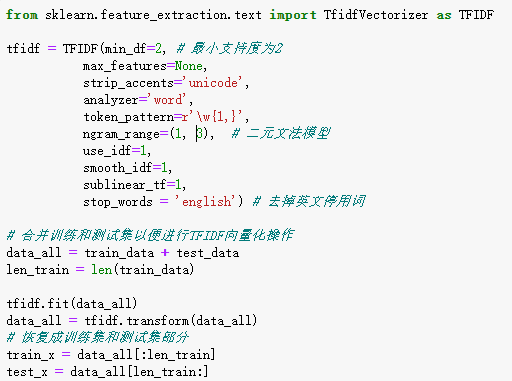 from sklearn.feature_extraction.text import TfidfVectorizer as TFIDF
tfidf = TFIDF(min_df=2, # 最小支持度为2
max_features=None,
strip_accents='unicode',
analyzer='word',
token_pattern=r'\w{1,}',
ngram_range=(1, 3), # 二元文法模型
use_idf=1,
smooth_idf=1,
sublinear_tf=1,
stop_words = 'english') # 去掉英文停用词
# 合并训练和测试集以便进行TFIDF向量化操作
data_all = train_data + test_data
len_train = len(train_data)
tfidf.fit(data_all)
data_all = tfidf.transform(data_all)
# 恢复成训练集和测试集部分
train_x = data_all[:len_train]
test_x = data_all[len_train:]